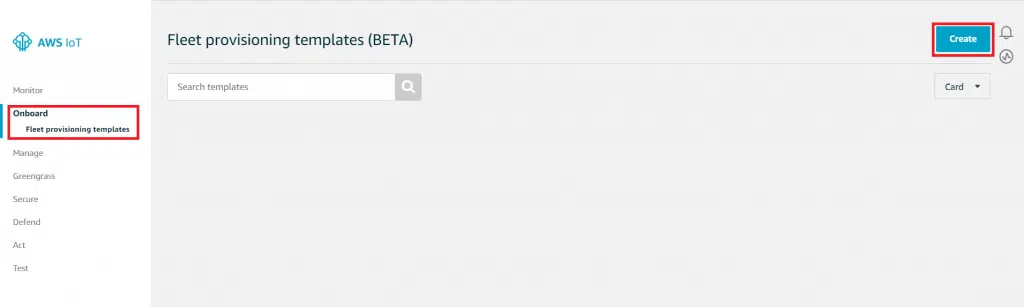 AWS IoT
Monitor
Onboard
Fleet provisioning templates
Manage
Greengrass
Secure
Defend
Act
Test
Fleet provisioning templates (BETA)
Create
Search templates
Card